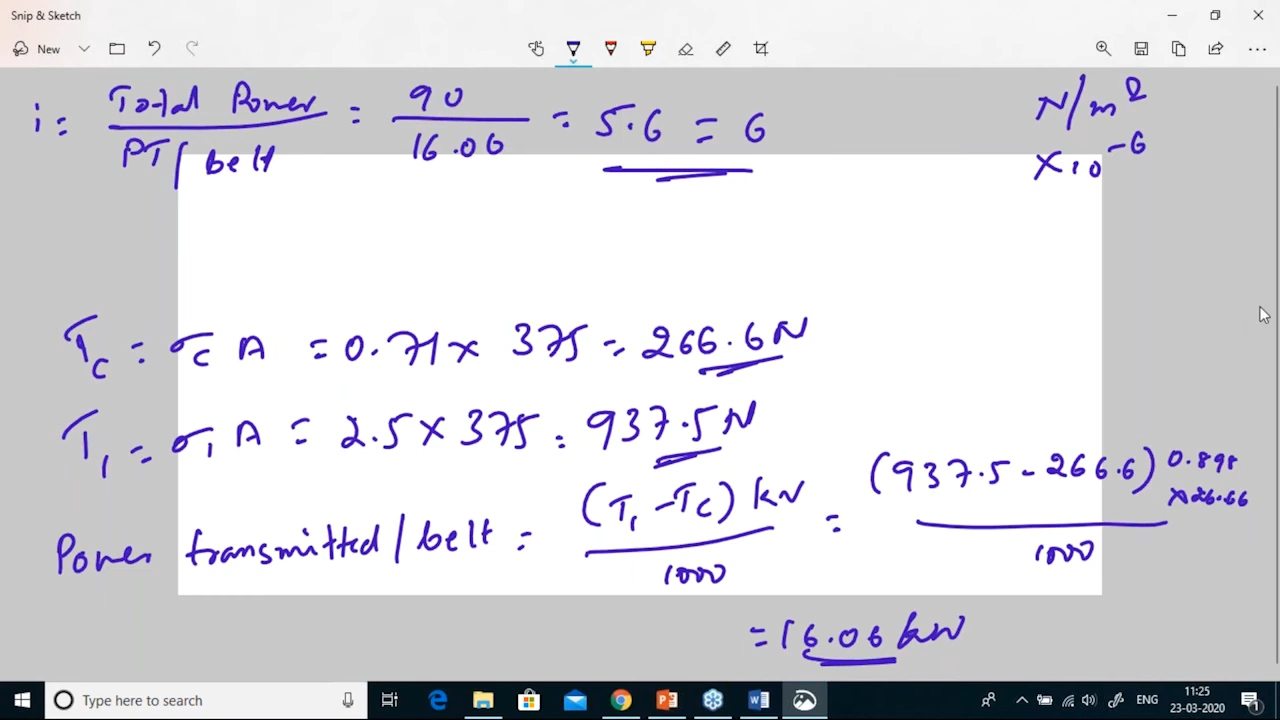 Snip & Sketch
New
i = Total Power / PT/belt = 90 / 16.06 = 5.6 = 6
N/m²
×10⁻⁶
Tc = σc A = 0.71 × 375 = 266.6 N
T₁ = σ₁ A = 2.5 × 375 = 937.5 N
Power transmitted/belt = (T₁ - Tc) kv / 1000 = (937.5 - 266.6) 0.898 × 26.66 / 1000
= 16.06 kW
Type here to search
ENG
11:25
23-03-2020
1